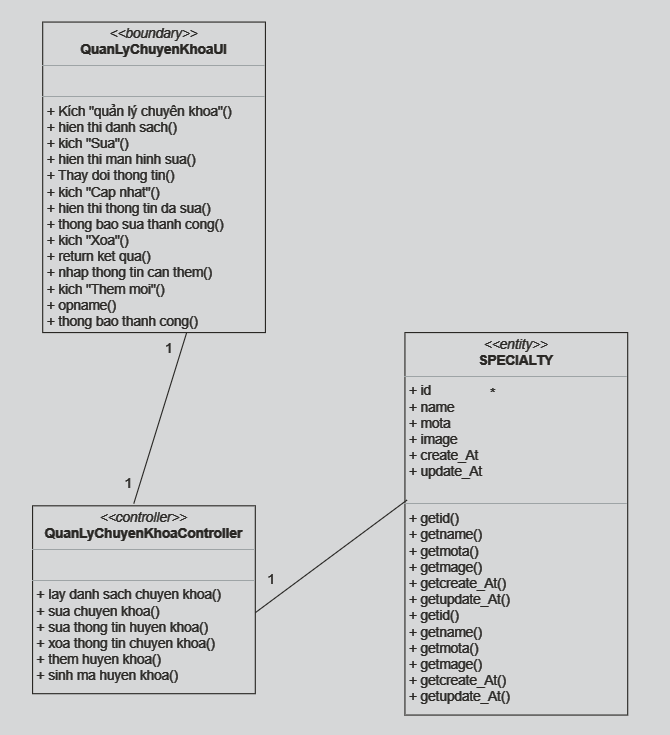 <<boundary>>
QuanLyChuyenKhoaUI
+ Kích "quản lý chuyên khoa"()
+ hien thi danh sach()
+ kich "Sua"()
+ hien thi man hinh sua()
+ Thay doi thong tin()
+ kich "Cap nhat"()
+ hien thi thong tin da sua()
+ thong bao sua thanh cong()
+ kich "Xoa"()
+ return ket qua()
+ nhap thong tin can them()
+ kich "Them moi"()
+ opname()
+ thong bao thanh cong()
1
1
<<controller>>
QuanLyChuyenKhoaController
+ lay danh sach chuyen khoa()
+ sua chuyen khoa()
+ sua thong tin huyen khoa()
+ xoa thong tin chuyen khoa()
+ them huyen khoa()
+ sinh ma huyen khoa()
1
<<entity>>
SPECIALTY
+ id *
+ name
+ mota
+ image
+ create_At
+ update_At
+ getid()
+ getname()
+ getmota()
+ getmage()
+ getcreate_At()
+ getupdate_At()
+ getid()
+ getname()
+ getmota()
+ getmage()
+ getcreate_At()
+ getupdate_At()